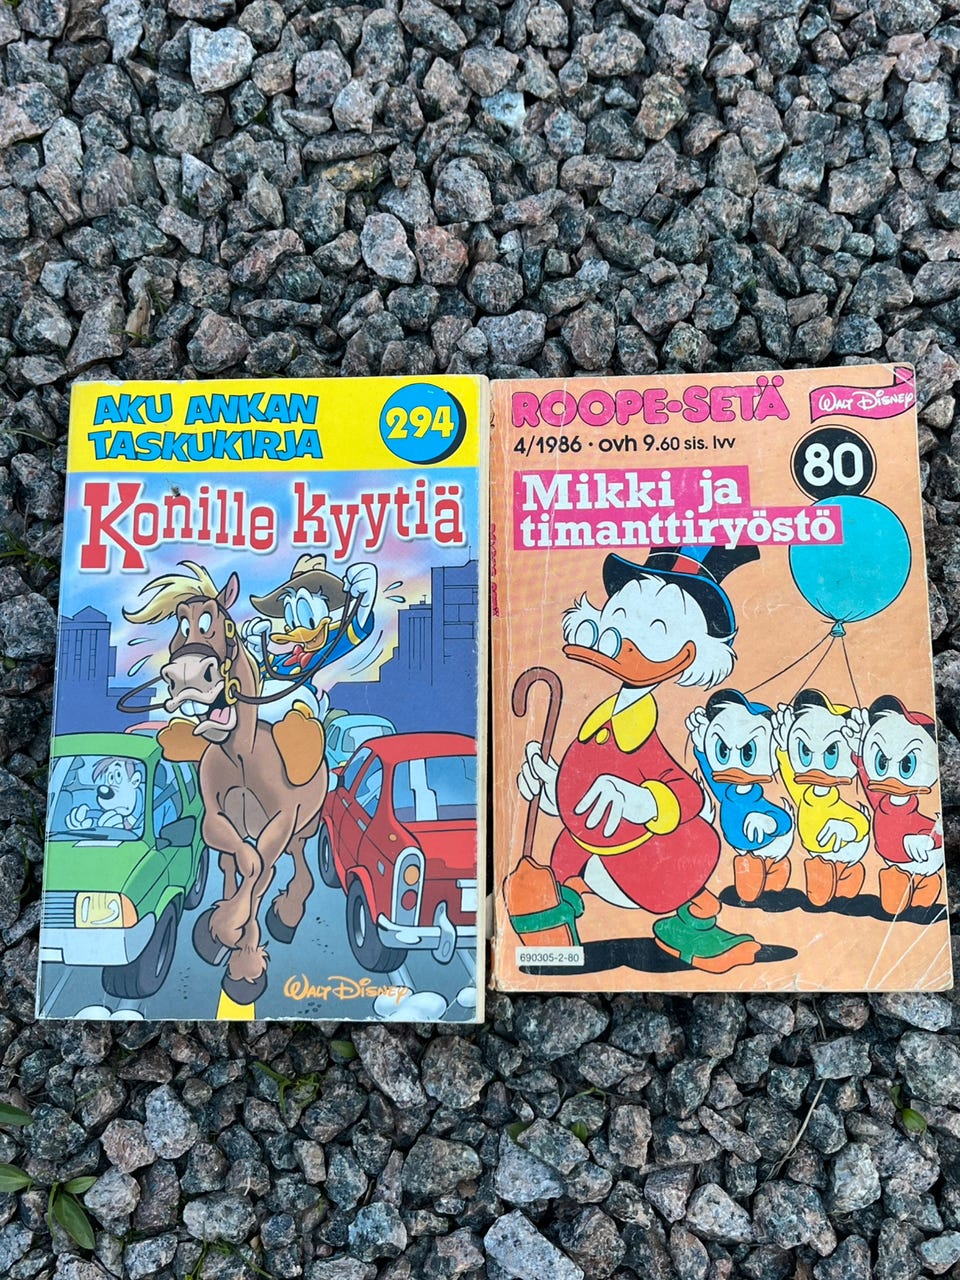 AKU ANKAN
TASKUKIRJA
294
Konille kyytiä
WALT DISNEY
ROOPE-SETÄ
WALT DISNEY
4/1986 • ovh 9.60 sis. lvv
80
Mikki ja
timanttiryöstö
690305-2-80